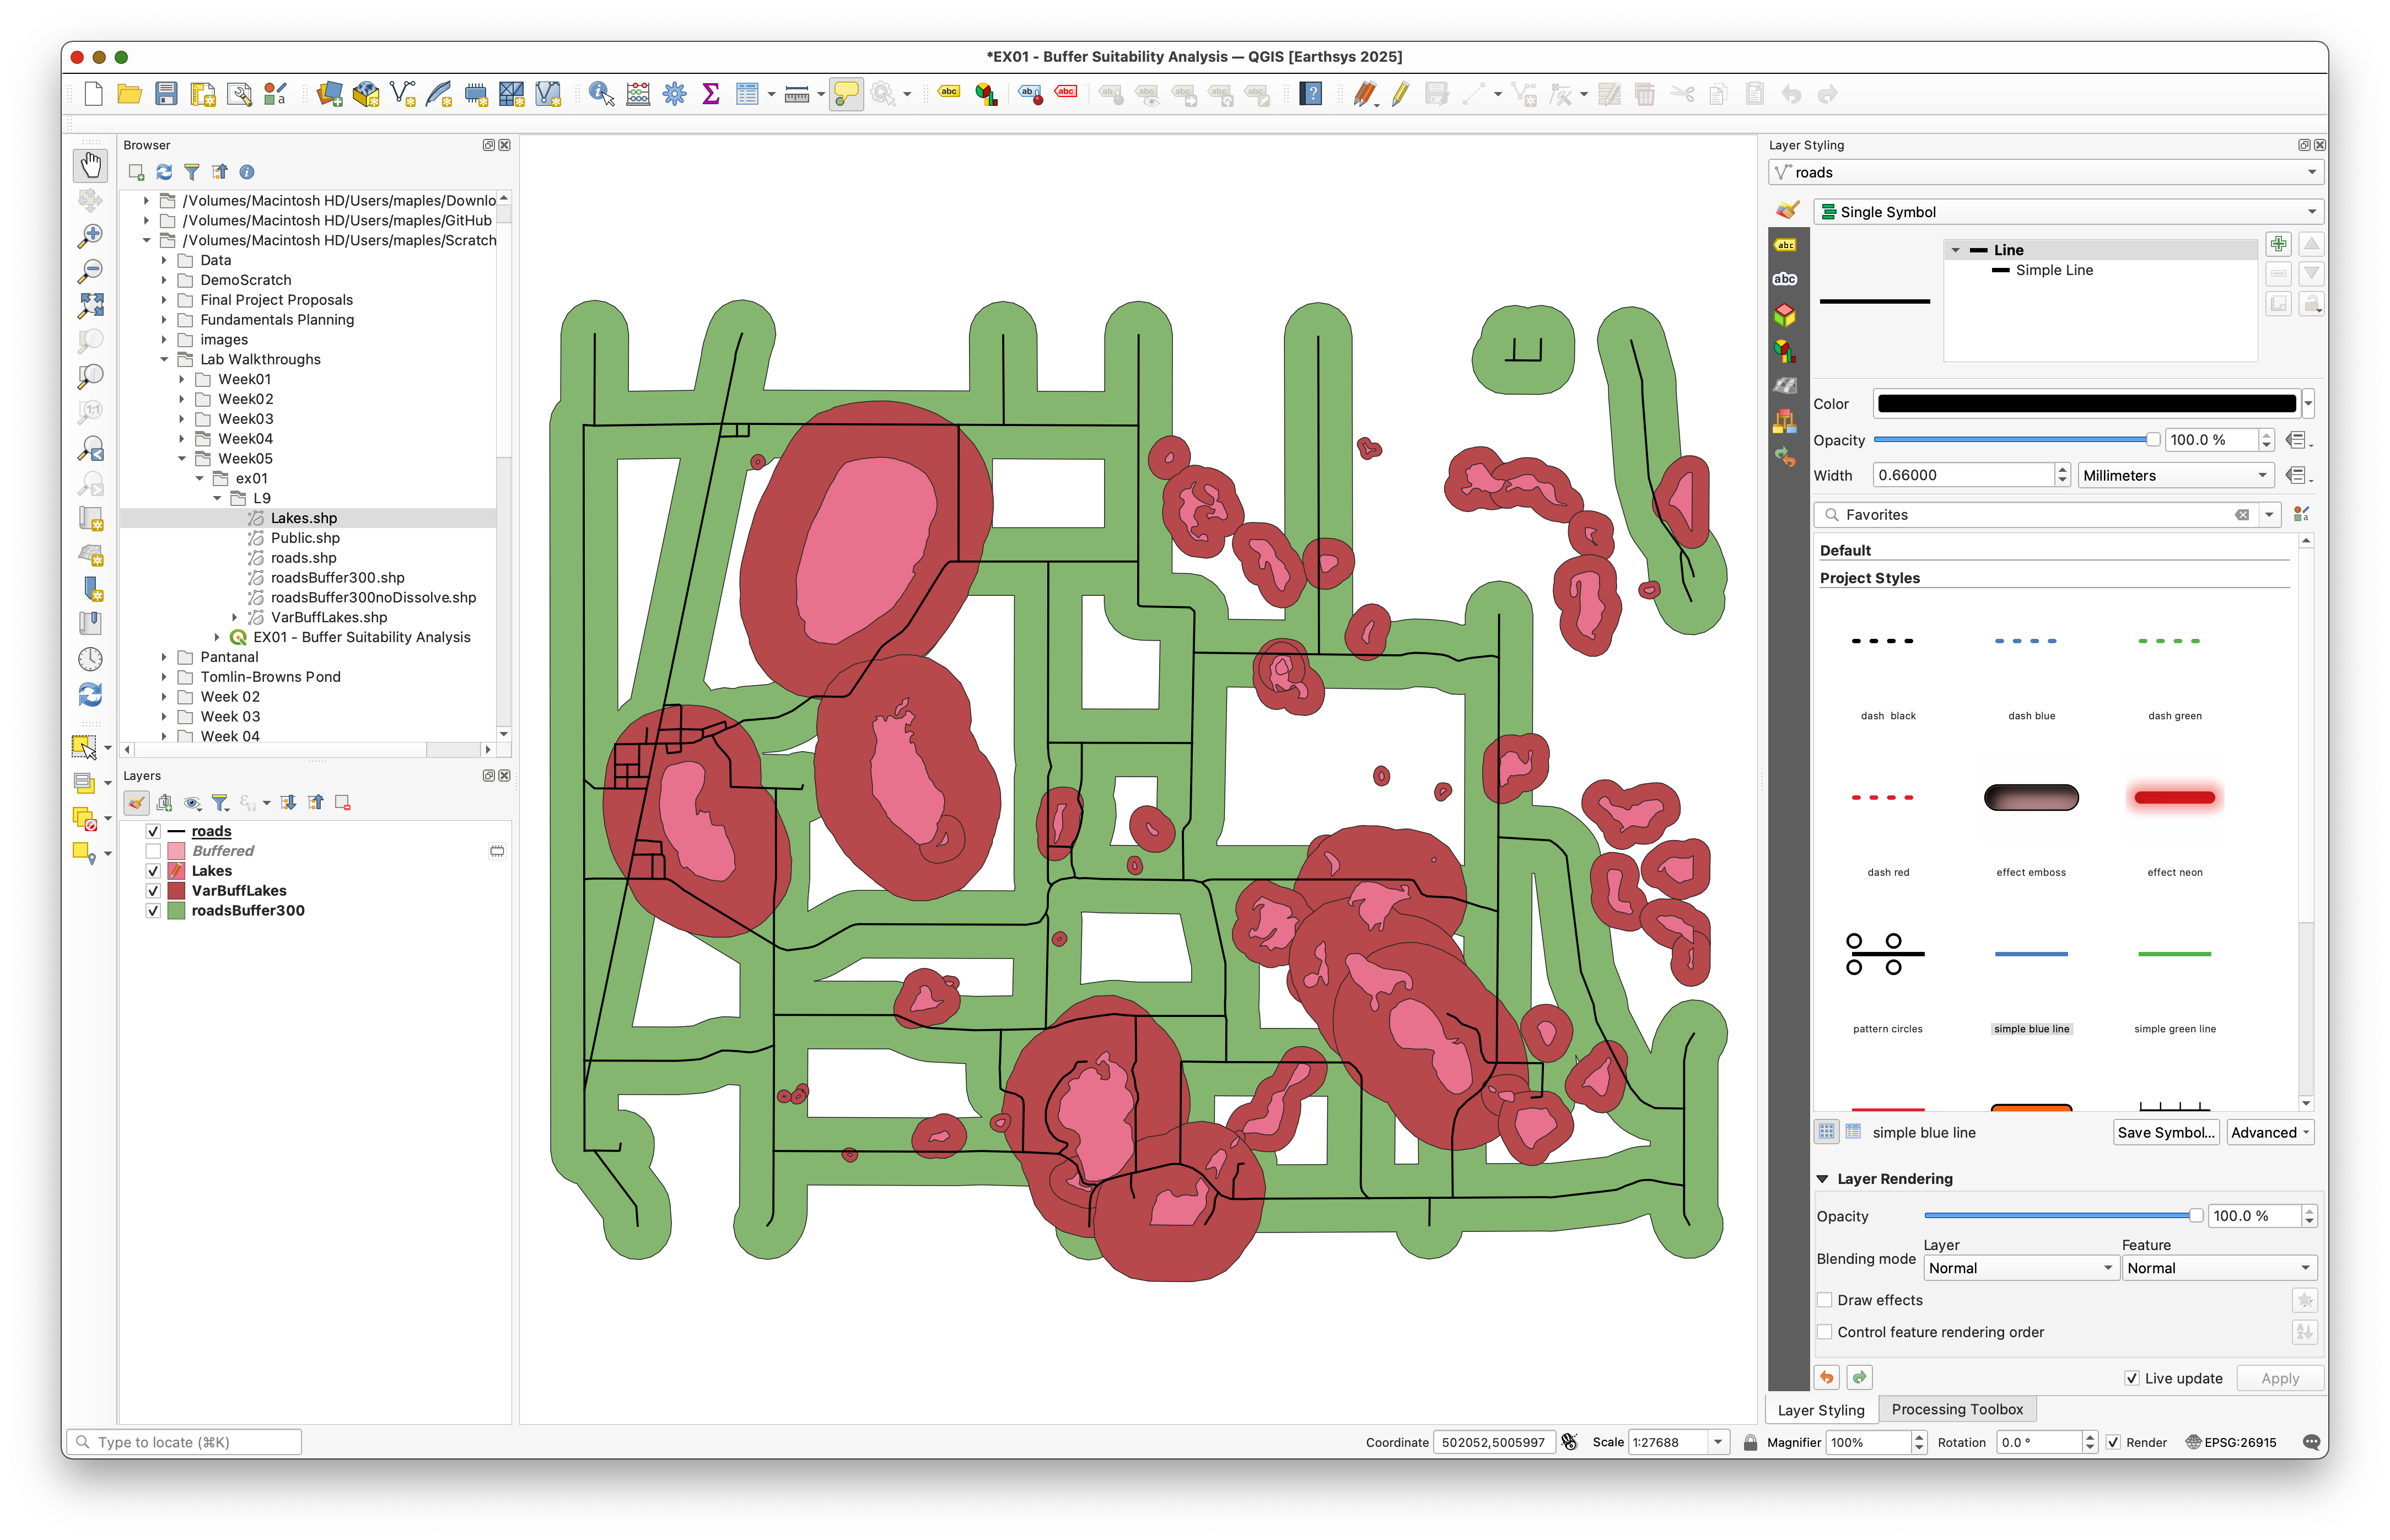 *EX01 - Buffer Suitability Analysis — QGIS [Earthsys 2025]
Browser
/Volumes/Macintosh HD/Users/maples/Downlo
/Volumes/Macintosh HD/Users/maples/GitHub
/Volumes/Macintosh HD/Users/maples/Scratch
Data
DemoScratch
Final Project Proposals
Fundamentals Planning
images
Lab Walkthroughs
Week01
Week02
Week03
Week04
Week05
ex01
L9
Lakes.shp
Public.shp
roads.shp
roadsBuffer300.shp
roadsBuffer300noDissolve.shp
VarBuffLakes.shp
EX01 - Buffer Suitability Analysis
Pantanal
Tomlin-Browns Pond
Week 02
Week 03
Week 04
Layers
roads
Buffered
Lakes
VarBuffLakes
roadsBuffer300
Layer Styling
roads
Single Symbol
Line
Simple Line
Color
Opacity 100.0 %
Width 0.66000 Millimeters
Favorites
Default
Project Styles
dash black dash blue dash green
dash red effect emboss effect neon
pattern circles simple blue line simple green line
simple blue line Save Symbol... Advanced
Layer Rendering
Opacity 100.0 %
Layer Feature
Blending mode Normal Normal
Draw effects
Control feature rendering order
Live update Apply
Layer Styling Processing Toolbox
Type to locate (⌘K) Coordinate 502052,5005997 Scale 1:27688 Magnifier 100% Rotation 0.0 ° Render EPSG:26915